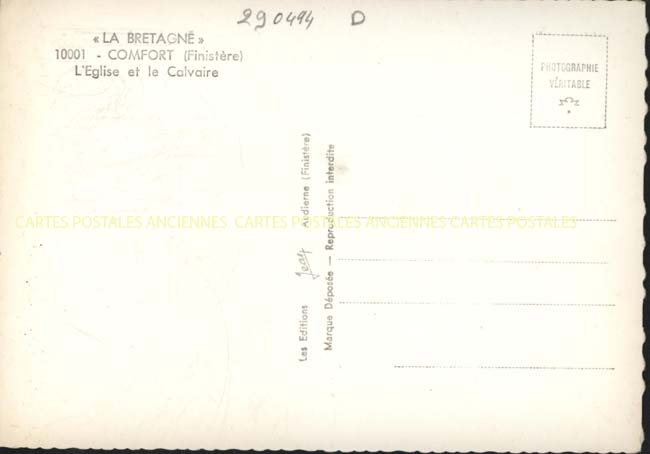 290494 D
« LA BRETAGNE »
10001 - COMFORT (Finistère)
L'Eglise et le Calvaire
PHOTOGRAPHIE
VÉRITABLE
Les Editions Jean Audierne (Finistère)
Marque Déposée — Reproduction interdite
CARTES POSTALES ANCIENNES CARTES POSTALES ANCIENNES CARTES POSTALES